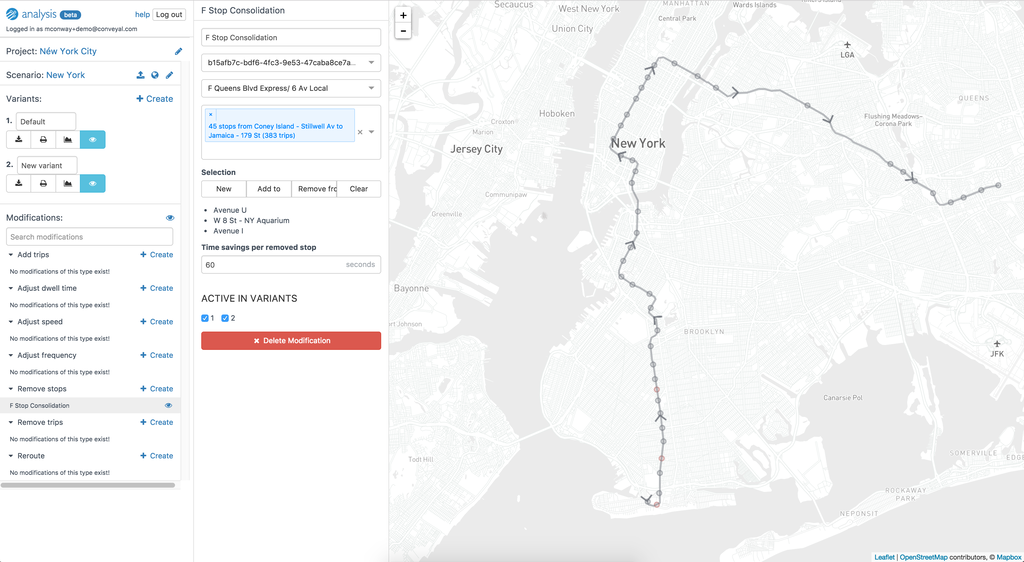 analysis beta
help Log out
Logged in as mconway+demo@conveyal.com
Project: New York City
Scenario: New York
Variants:
+ Create
1. Default
2. New variant
Modifications:
Search modifications
Add trips + Create
No modifications of this type exist!
Adjust dwell time + Create
No modifications of this type exist!
Adjust speed + Create
No modifications of this type exist!
Adjust frequency + Create
No modifications of this type exist!
Remove stops + Create
F Stop Consolidation
Remove trips + Create
No modifications of this type exist!
Reroute + Create
No modifications of this type exist!
F Stop Consolidation
F Stop Consolidation
b15afb7c-bdf6-4fc3-9e53-47caba8ce7a...
F Queens Blvd Express/ 6 Av Local
×
45 stops from Coney Island - Stillwell Av to
Jamaica - 179 St (383 trips)
×
Selection
New Add to Remove fro Clear
• Avenue U
• W 8 St - NY Aquarium
• Avenue I
Time savings per removed stop
60 seconds
ACTIVE IN VARIANTS
1 2
× Delete Modification
+
-
Secaucus
West New York
MANHATTAN
Wards Islands
Central Park
Union City
LGA
QUEENS
Hoboken
Flushing Meadows–
Corona Park
Croxton
Marion
Jersey City
New York
Communipaw
Greenville
Bayonne
BROOKLYN
JFK
Canarsie Pol
Todt Hill
SOMERVILLE
EDGE
ROCKAWAY
PARK
NEPONSIT
Leaflet | OpenStreetMap contributors, © Mapbox